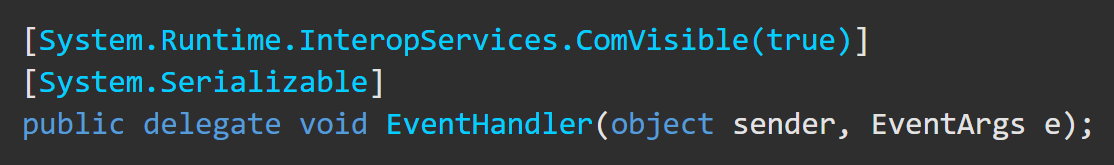 [System.Runtime.InteropServices.ComVisible(true)]
[System.Serializable]
public delegate void EventHandler(object sender, EventArgs e);